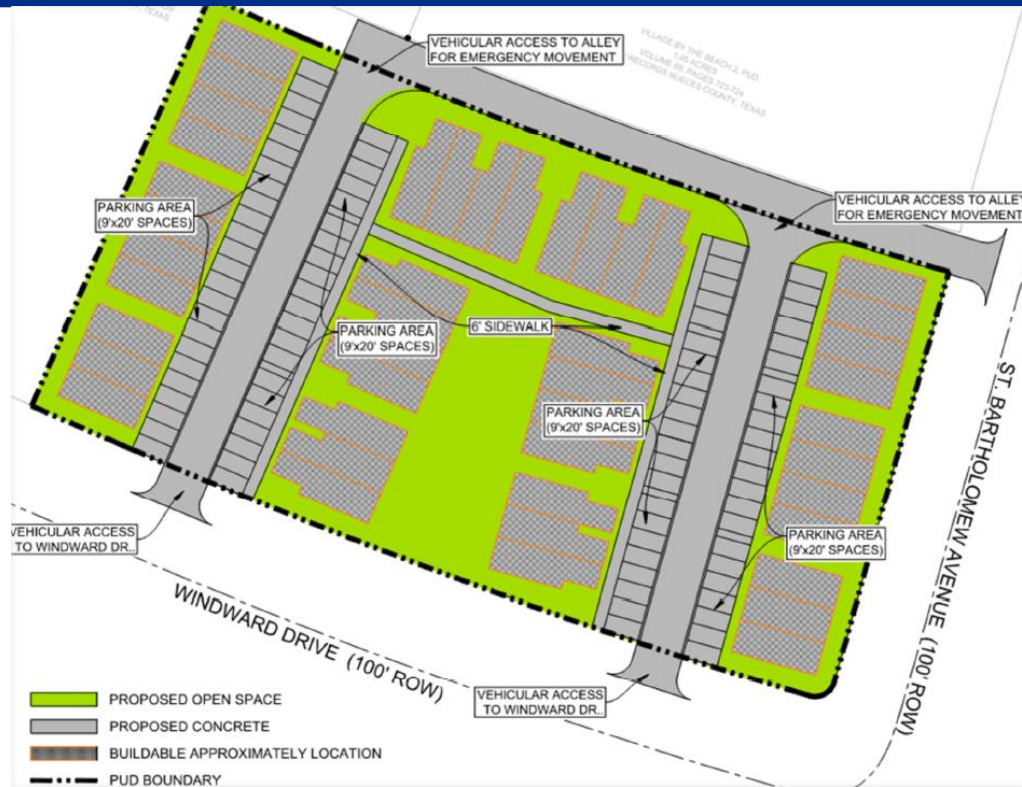 , TEXAS
VEHICULAR ACCESS TO ALLEY
FOR EMERGENCY MOVEMENT
VILLAGE BY THE BEACH 2, PUD
1.45 ACRES
VOLUME 68, PAGES 723-724
RECORDS NUECES COUNTY, TEXAS
PARKING AREA
(9'x20' SPACES)
VEHICULAR ACCESS TO ALLEY
FOR EMERGENCY MOVEMENT
PARKING AREA
(9'x20' SPACES)
6' SIDEWALK
PARKING AREA
(9'x20' SPACES)
ST. BARTHOLOMEW AVENUE (100' ROW)
VEHICULAR ACCESS
TO WINDWARD DR..
PARKING AREA
(9'x20' SPACES)
WINDWARD DRIVE (100' ROW)
VEHICULAR ACCESS
TO WINDWARD DR..
PROPOSED OPEN SPACE
PROPOSED CONCRETE
BUILDABLE APPROXIMATELY LOCATION
PUD BOUNDARY